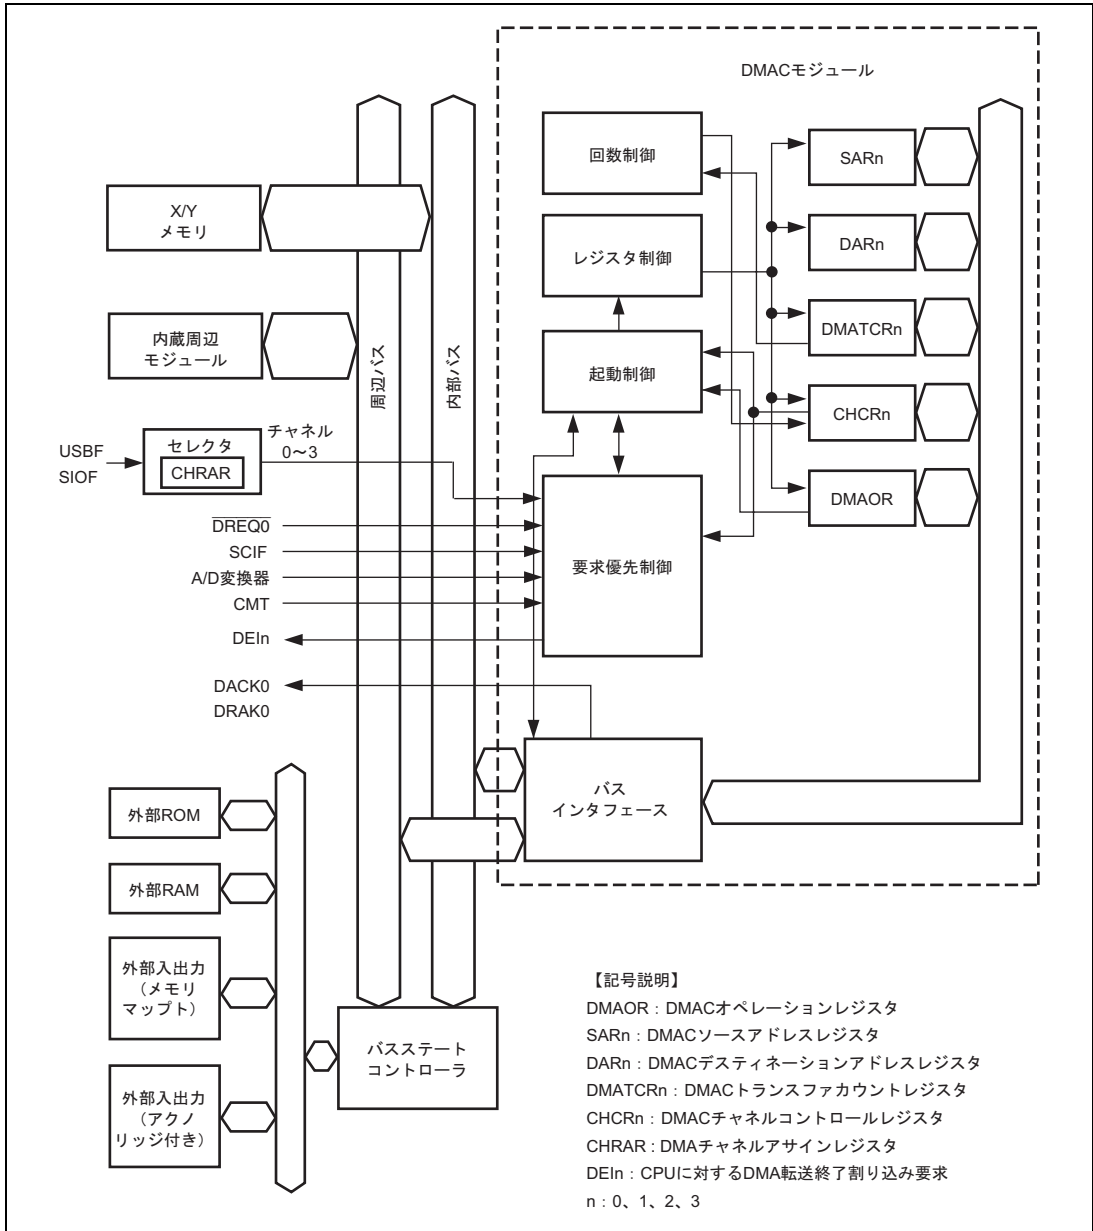 DMACモジュール
回数制御
SARn
X/Y
メモリ
レジスタ制御
DARn
内蔵周辺
モジュール
周辺バス
内部バス
起動制御
DMATCRn
CHCRn
USBF
SIOF
セレクタ
CHRAR
チャネル
0～3
DMAOR
DREQ0
SCIF
A/D変換器
CMT
DEIn
要求優先制御
DACK0
DRAK0
バス
インタフェース
外部ROM
外部RAM
外部入出力
（メモリ
マップト）
外部入出力
（アクノ
リッジ付き）
バスステート
コントローラ
【記号説明】
DMAOR：DMACオペレーションレジスタ
SARn：DMACソースアドレスレジスタ
DARn：DMACデスティネーションアドレスレジスタ
DMATCRn：DMACトランスファカウントレジスタ
CHCRn：DMACチャネルコントロールレジスタ
CHRAR : DMAチャネルアサインレジスタ
DEIn：CPUに対するDMA転送終了割り込み要求
n：0、1、2、3